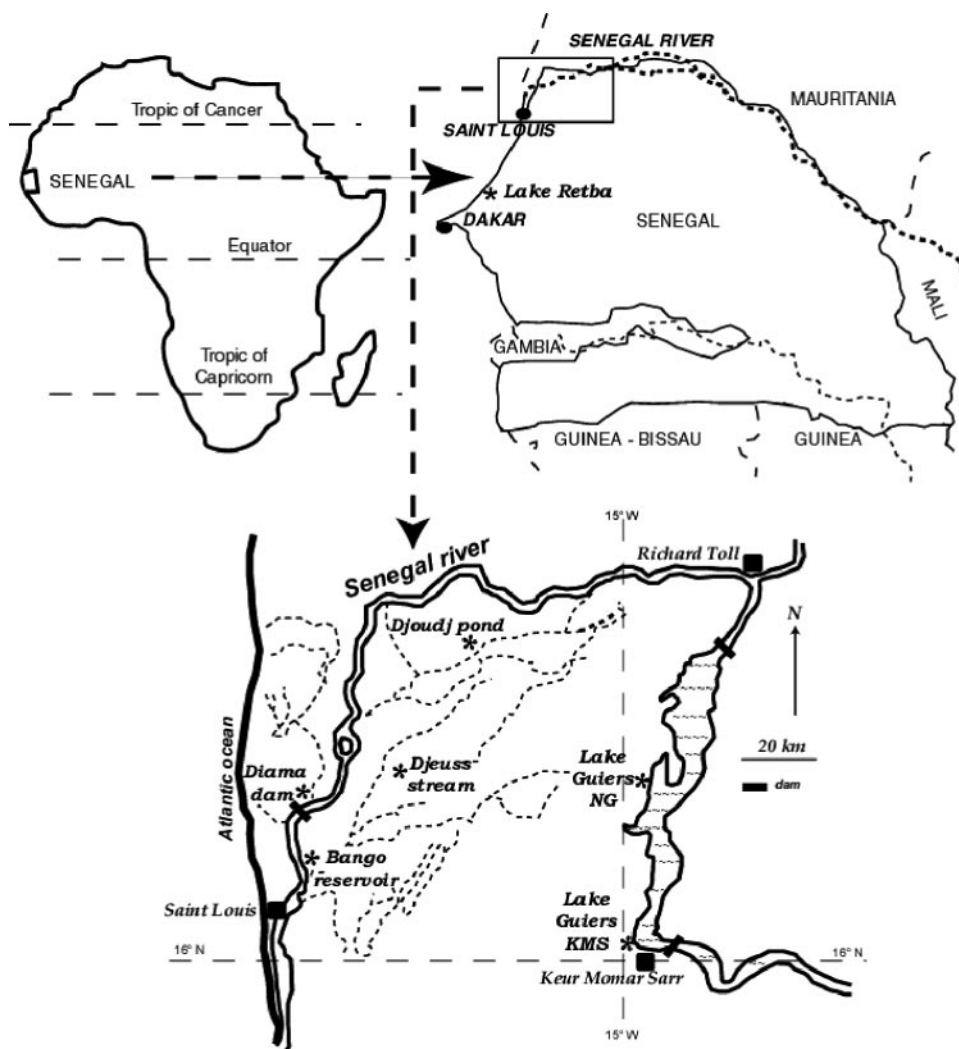 Tropic of Cancer
SENEGAL
Equator
Tropic of
Capricorn
SENEGAL RIVER
MAURITANIA
SAINT LOUIS
Lake Retba
DAKAR
SENEGAL
MALI
GAMBIA
GUINEA - BISSAU
GUINEA
15° W
Richard Toll
Senegal river
Djoudj pond
N
20 km
dam
Lake
Guiers
NG
Diama
dam
Djeuss-
stream
Atlantic ocean
Bango
reservoir
Saint Louis
Lake
Guiers
KMS
16° N
16° N
Keur Momar Sarr
15° W